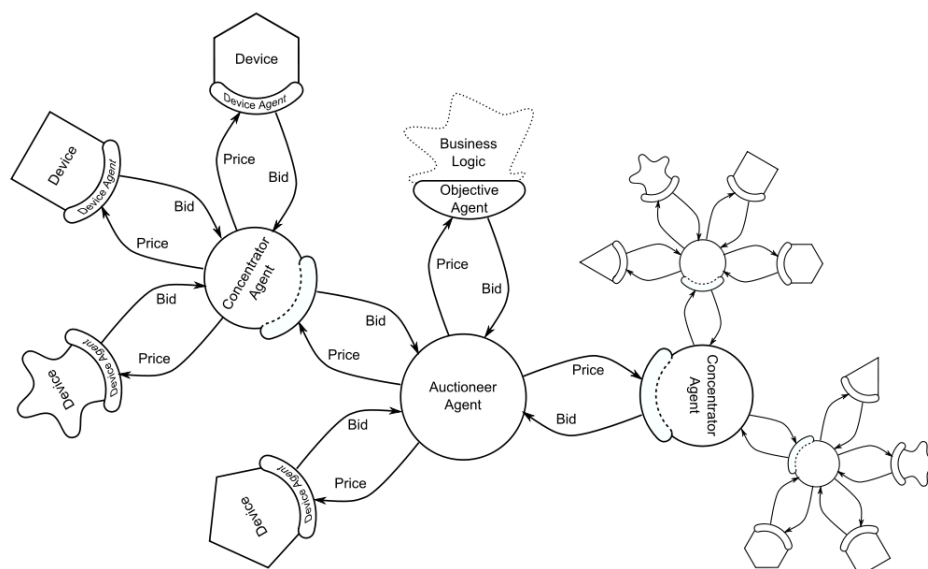 Device
Device Agent
Price
Bid
Device
Device Agent
Bid
Price
Concentrator
Agent
Bid
Price
Device
Device Agent
Business
Logic
Objective
Agent
Price
Bid
Bid
Price
Auctioneer
Agent
Price
Bid
Concentrator
Agent
Bid
Price
Device
Device Agent